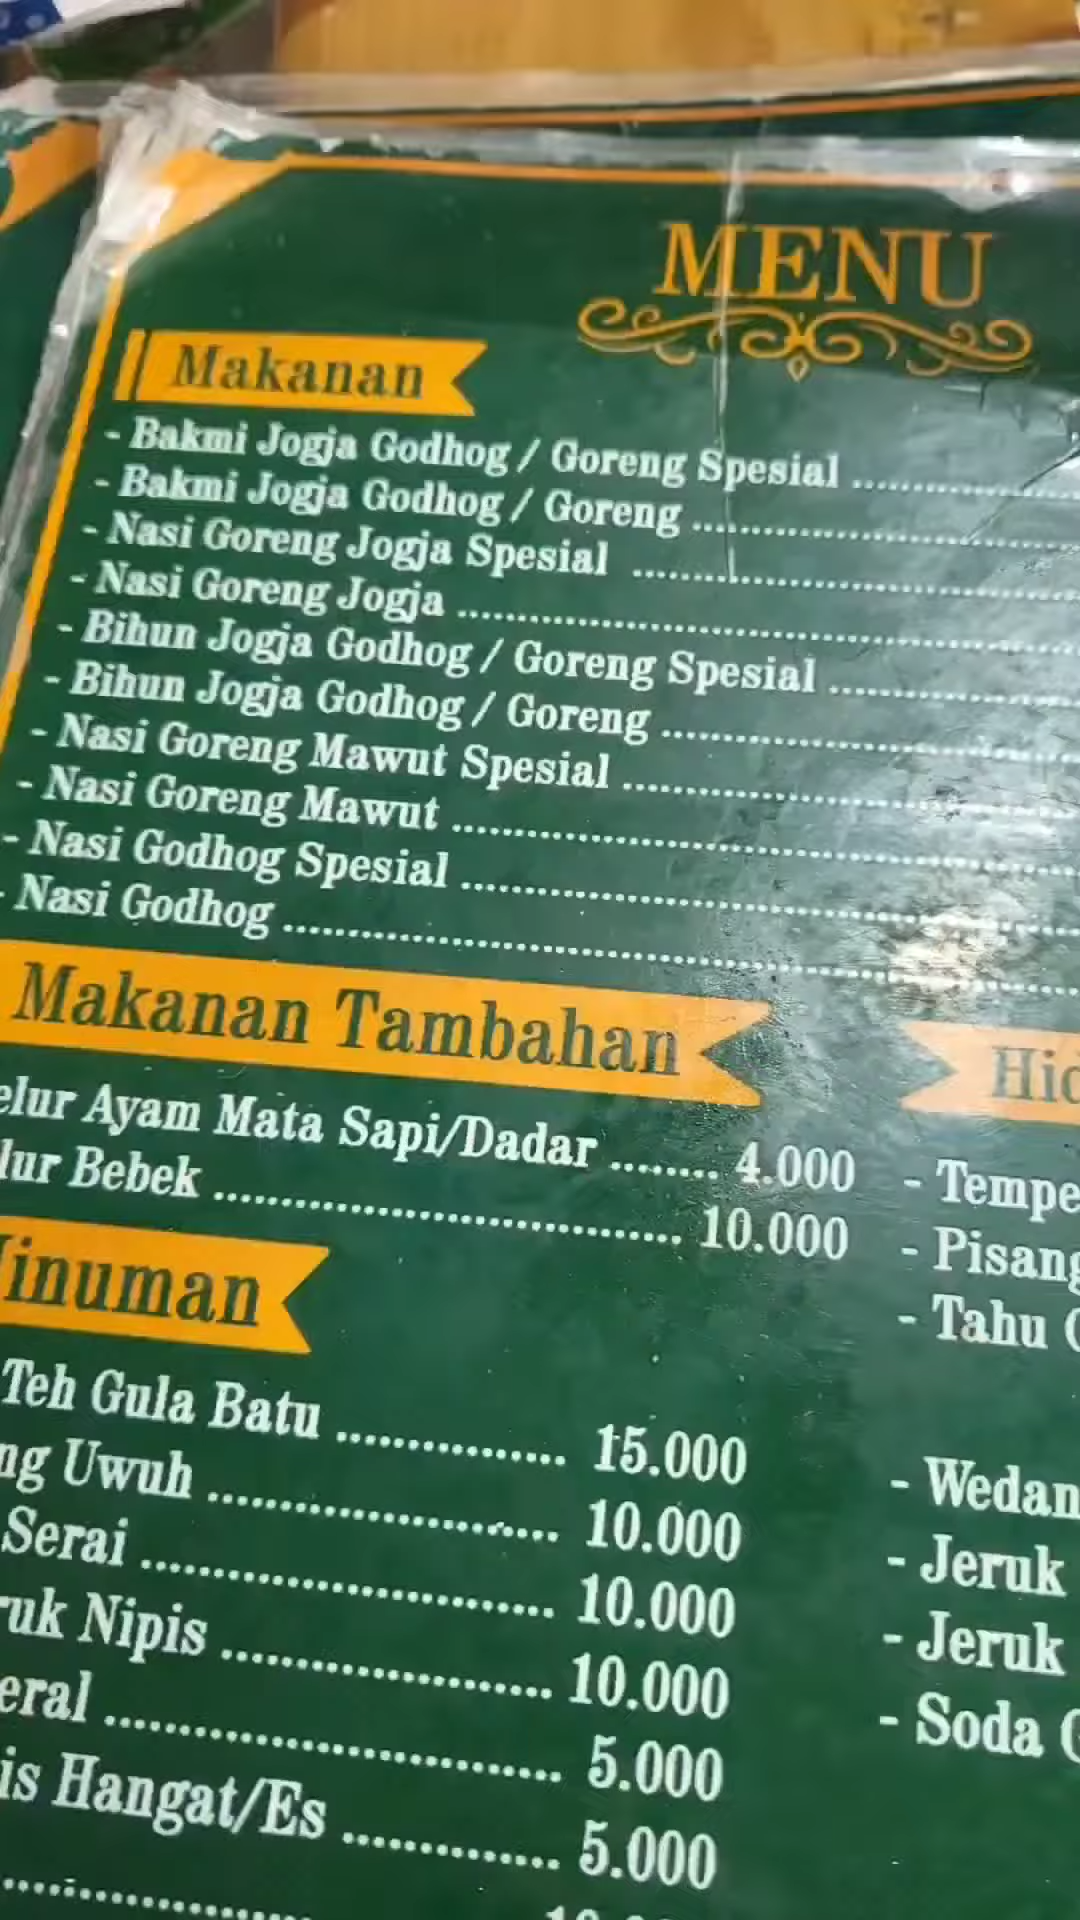 MENU
Makanan
- Bakmi Jogja Godhog / Goreng Spesial
- Bakmi Jogja Godhog / Goreng
- Nasi Goreng Jogja Spesial
- Nasi Goreng Jogja
- Bihun Jogja Godhog / Goreng Spesial
- Bihun Jogja Godhog / Goreng
- Nasi Goreng Mawut Spesial
- Nasi Goreng Mawut
- Nasi Godhog Spesial
- Nasi Godhog
Makanan Tambahan
elur Ayam Mata Sapi/Dadar ........ 4.000
lur Bebek ........ 10.000
inuman
Teh Gula Batu ........ 15.000
ng Uwuh ........ 10.000
Serai ........ 10.000
ruk Nipis ........ 10.000
eral ........ 5.000
is Hangat/Es ........ 5.000
Hid
- Tempe
- Pisang
- Tahu
- Wedan
- Jeruk
- Jeruk
- Soda